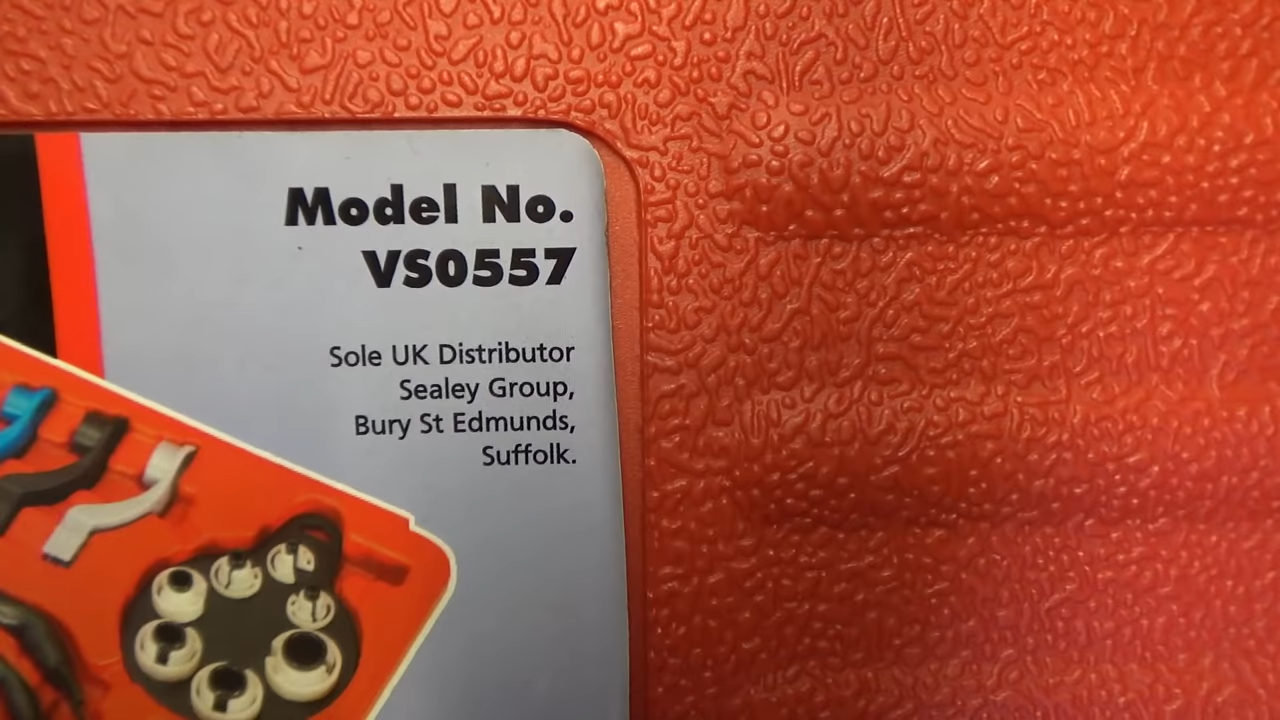 Model No.
VS0557
Sole UK Distributor
Sealey Group,
Bury St Edmunds,
Suffolk.